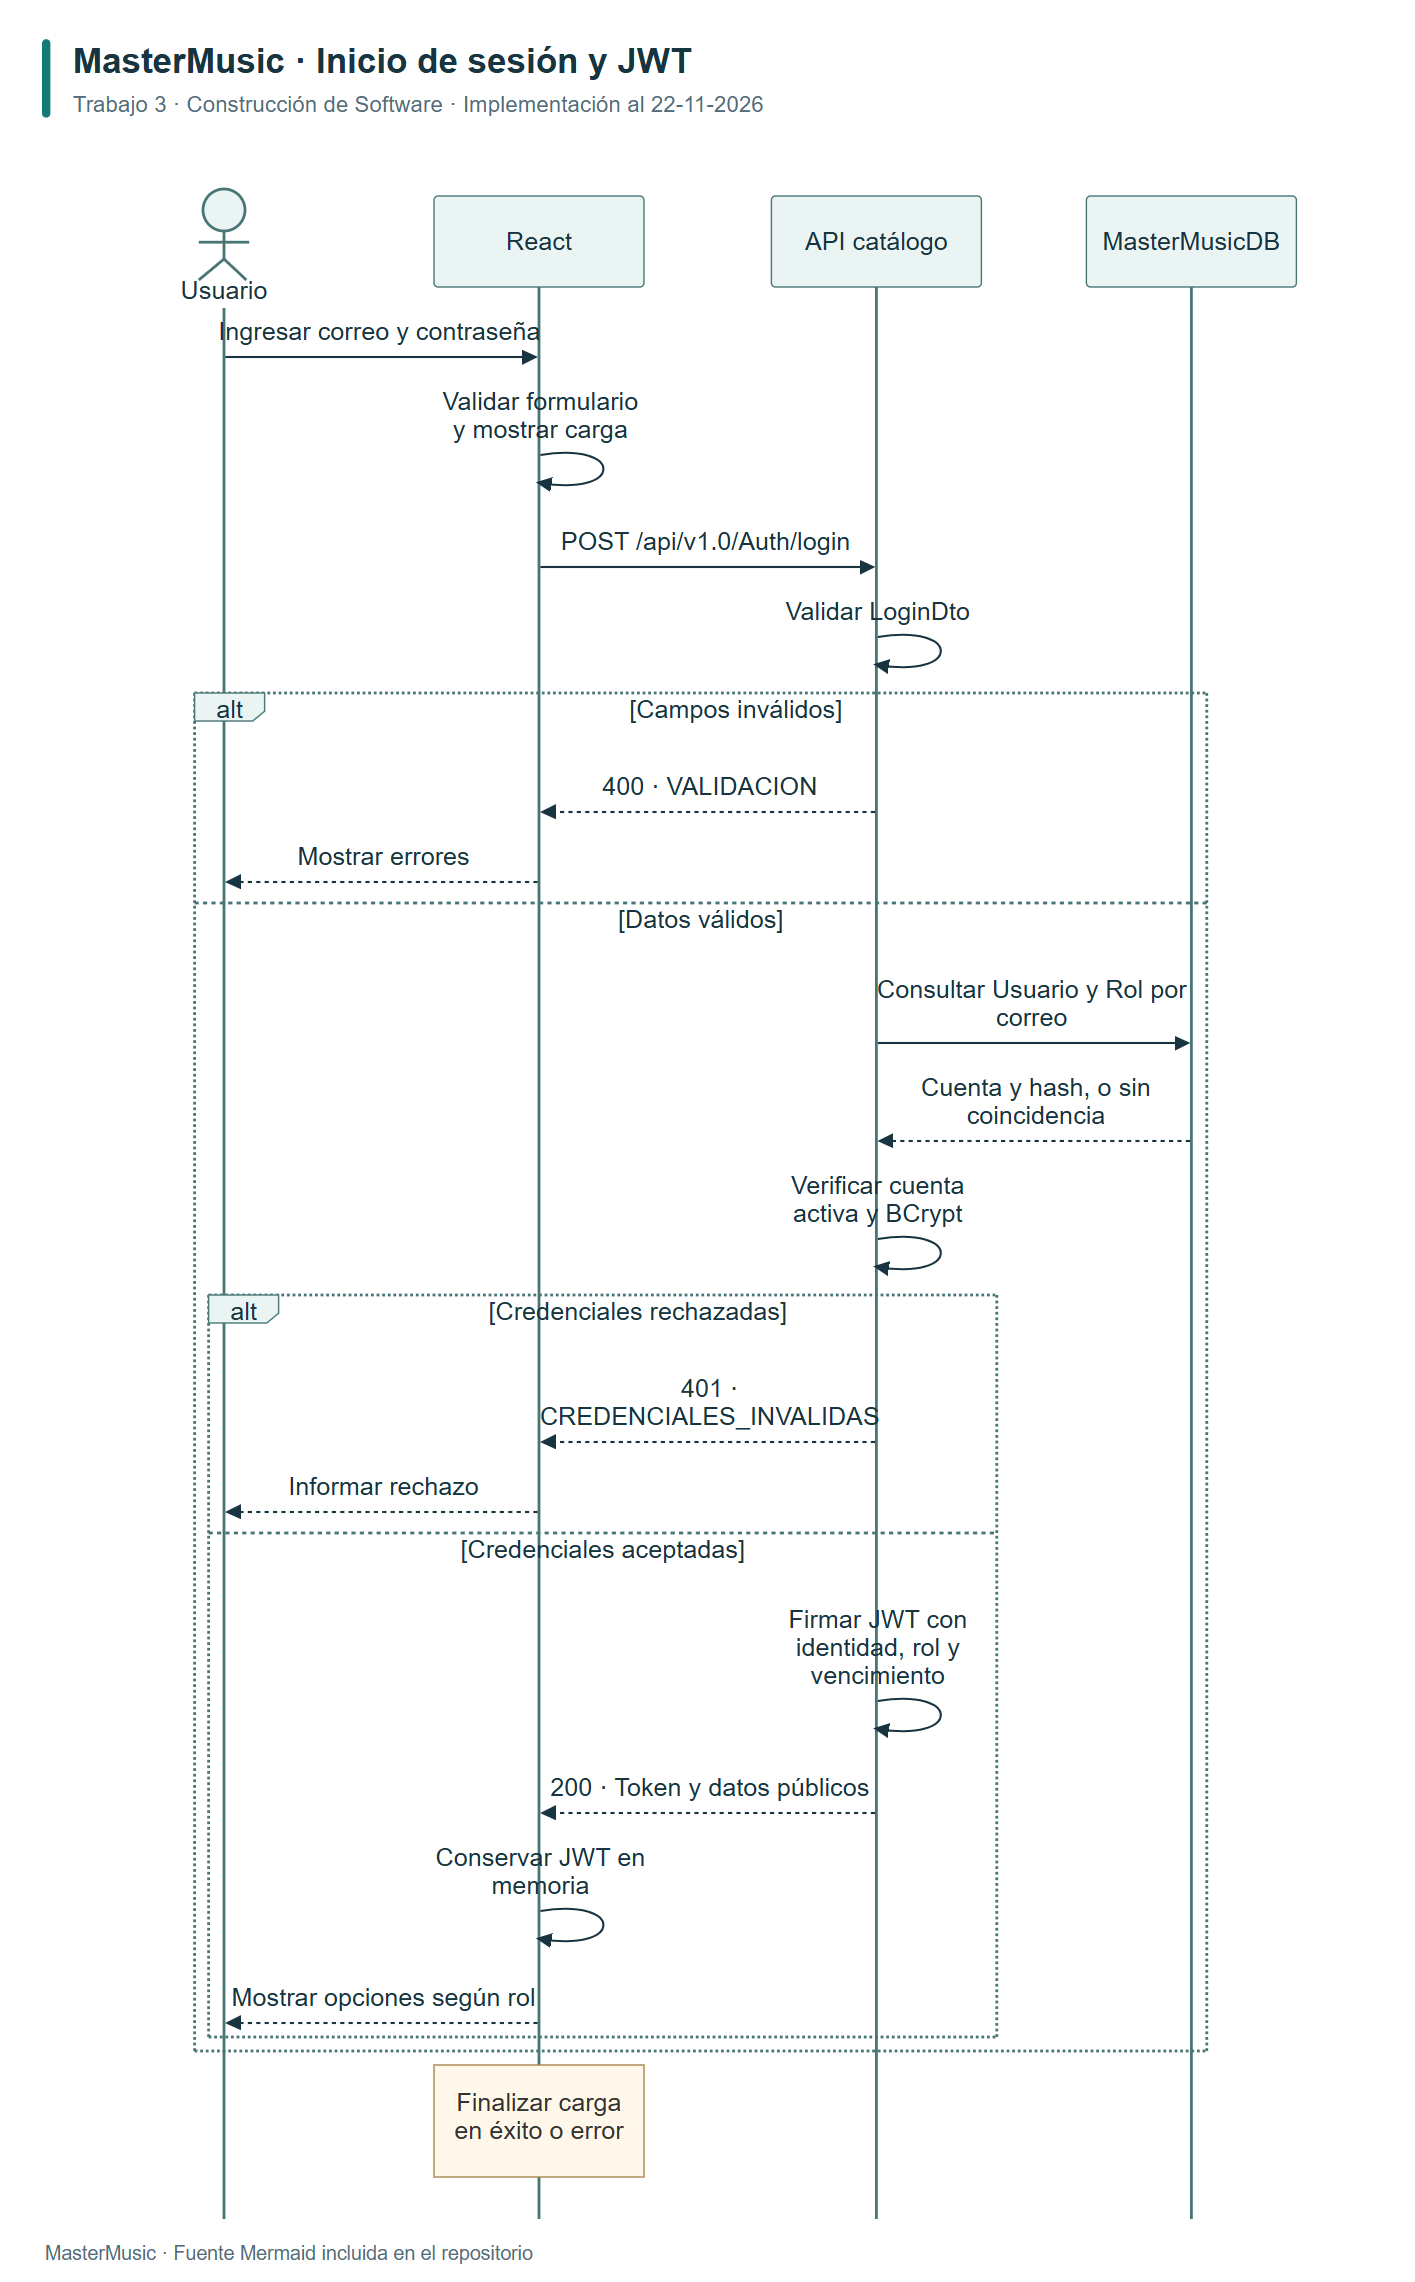 MasterMusic · Inicio de sesión y JWT
Trabajo 3 · Construcción de Software · Implementación al 22-11-2026
Usuario
React
API catálogo
MasterMusicDB
Ingresar correo y contraseña
Validar formulario
y mostrar carga
POST /api/v1.0/Auth/login
Validar LoginDto
alt
[Campos inválidos]
400 · VALIDACION
Mostrar errores
[Datos válidos]
Consultar Usuario y Rol por
correo
Cuenta y hash, o sin
coincidencia
Verificar cuenta
activa y BCrypt
alt
[Credenciales rechazadas]
401 ·
CREDENCIALES_INVALIDAS
Informar rechazo
[Credenciales aceptadas]
Firmar JWT con
identidad, rol y
vencimiento
200 · Token y datos públicos
Conservar JWT en
memoria
Mostrar opciones según rol
Finalizar carga
en éxito o error
MasterMusic · Fuente Mermaid incluida en el repositorio